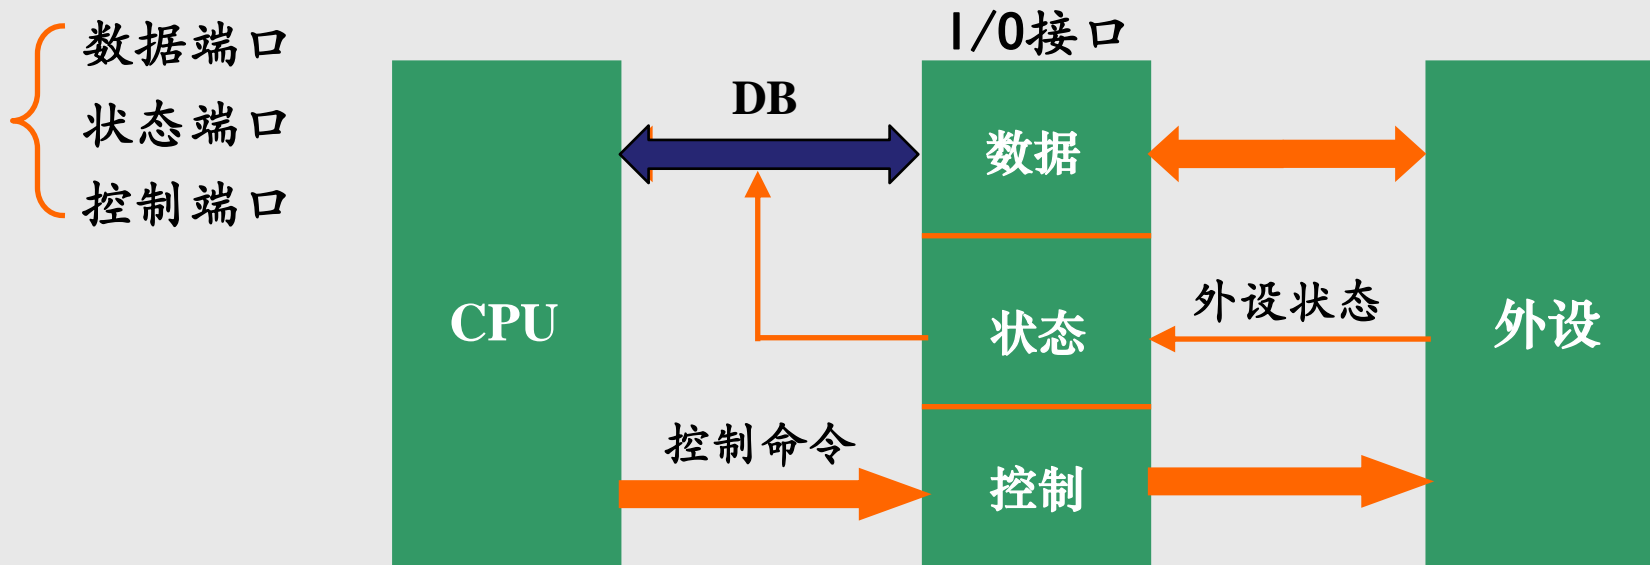 数据端口
状态端口
控制端口
I/O接口
DB
数据
CPU
状态
外设状态
外设
控制命令
控制